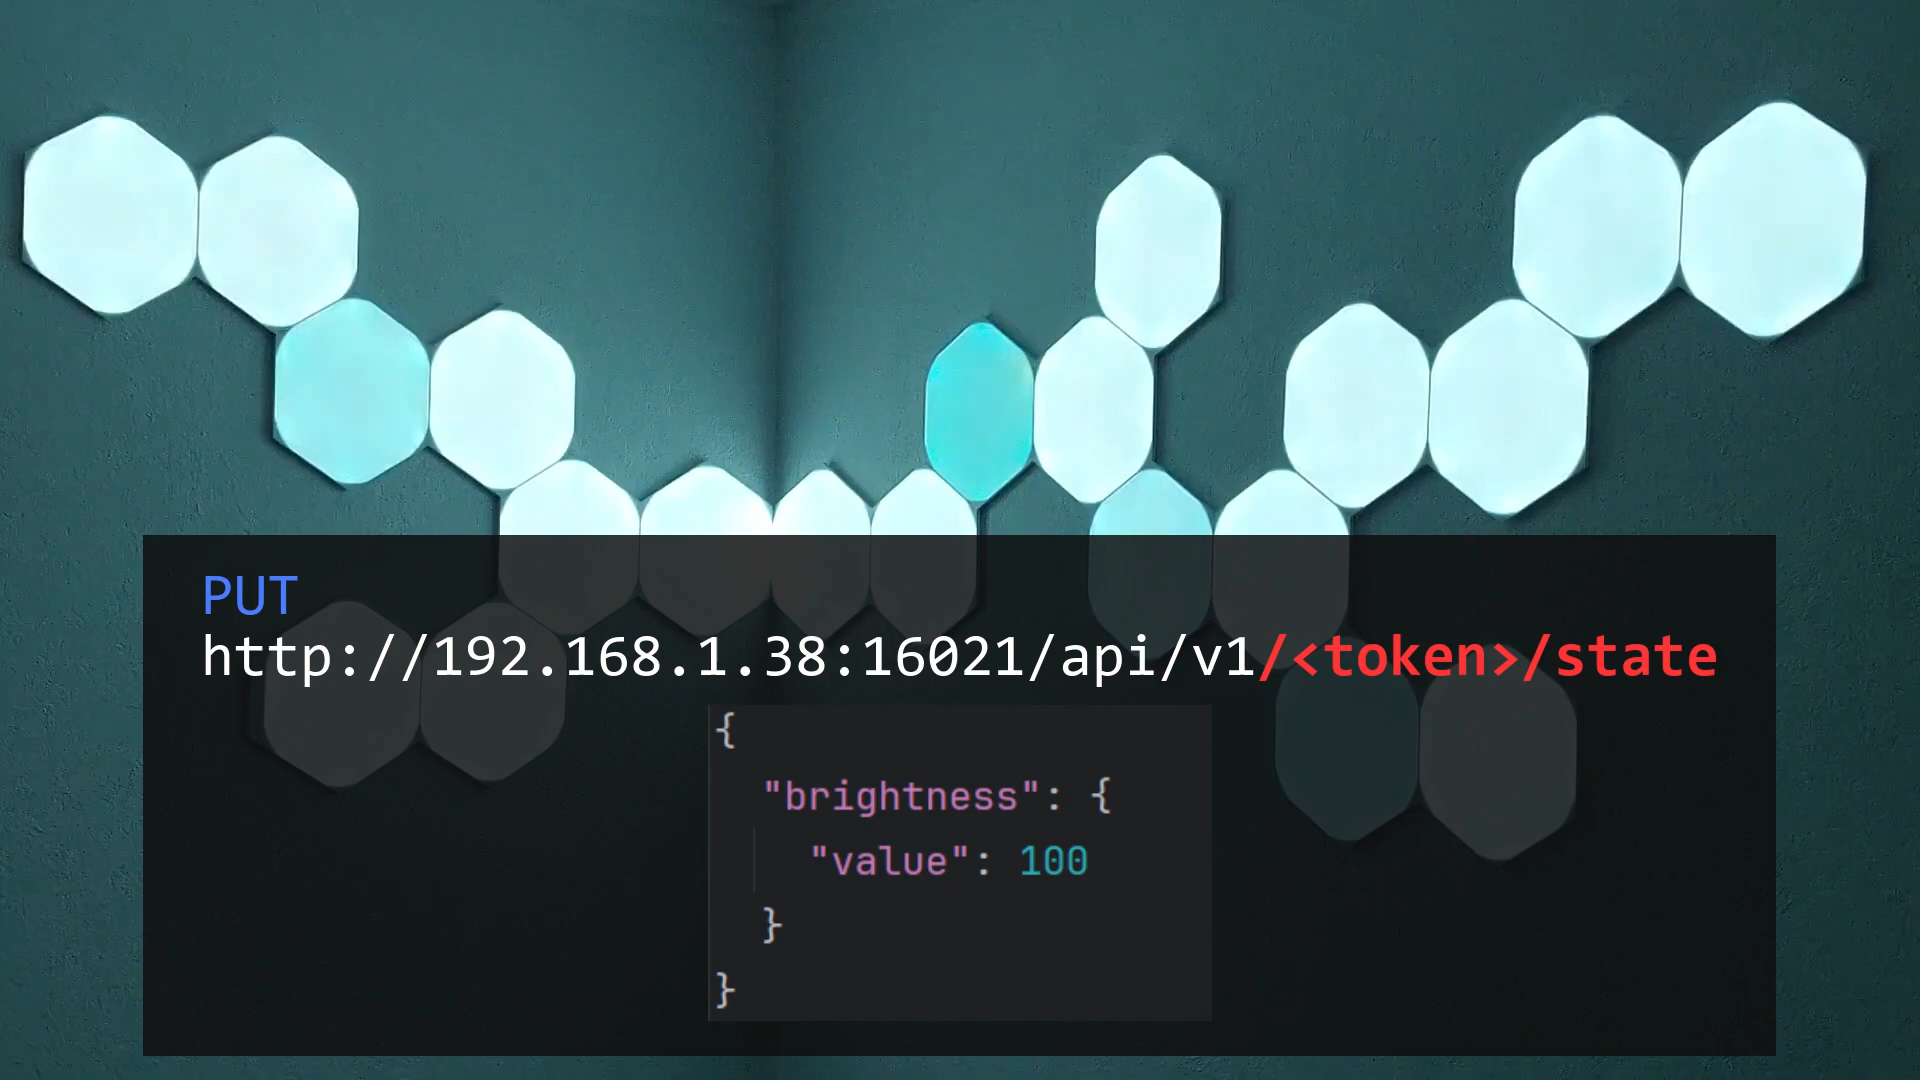 PUT
http://192.168.1.38:16021/api/v1/<token>/state
{
"brightness": {
"value": 100
}
}